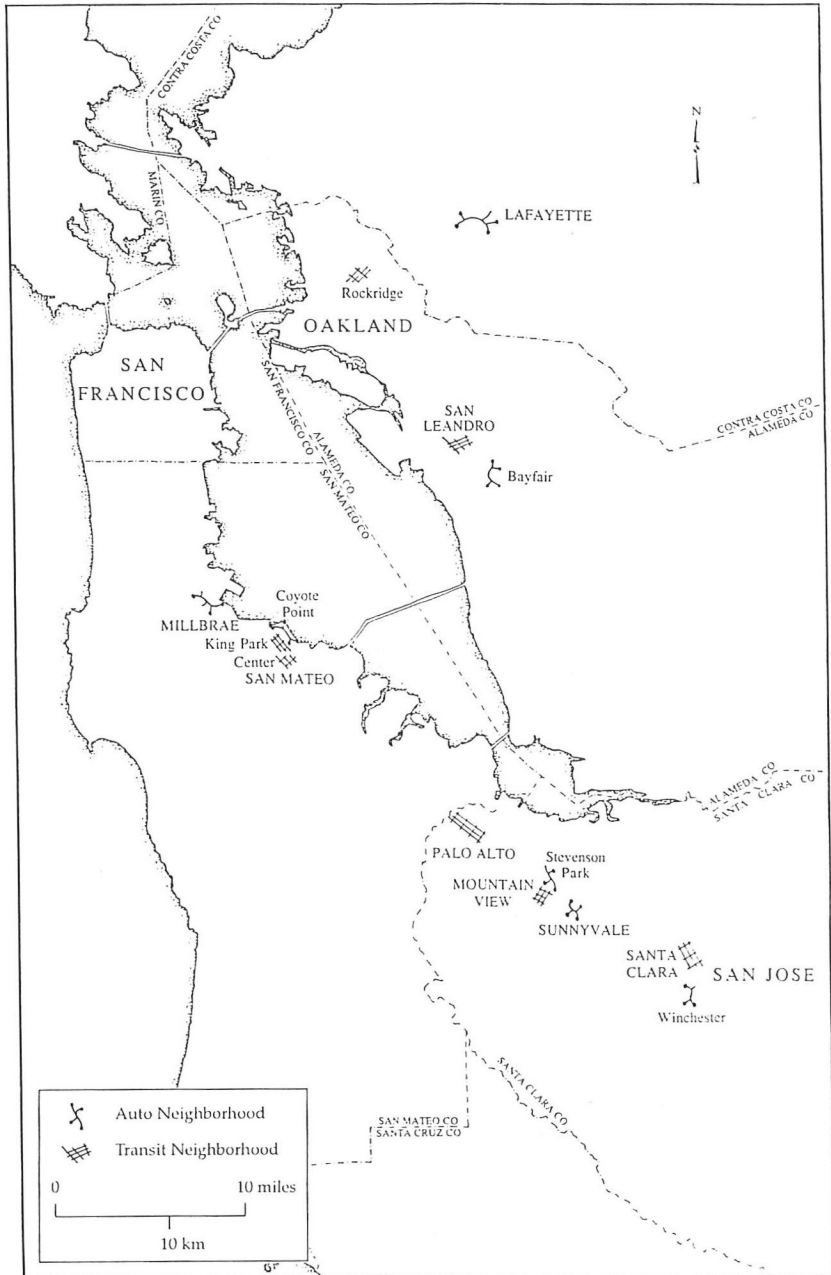 CONTRA COSTA CO
N
MARIN CO
LAFAYETTE
Rockridge
OAKLAND
SAN
FRANCISCO
SAN FRANCISCO CO
ALAMEDA CO
SAN MATEO CO
SAN
LEANDRO
CONTRA COSTA CO
ALAMEDA CO
Bayfair
Coyote
Point
MILLBRAE
King Park
Center
SAN MATEO
ALAMEDA CO
SANTA CLARA CO
PALO ALTO
Stevenson
Park
MOUNTAIN
VIEW
SUNNYVALE
SANTA
CLARA
SAN JOSE
Winchester
SANTA CLARA CO
SAN MATEO CO
SANTA CRUZ CO
Auto Neighborhood
Transit Neighborhood
0
10 miles
10 km